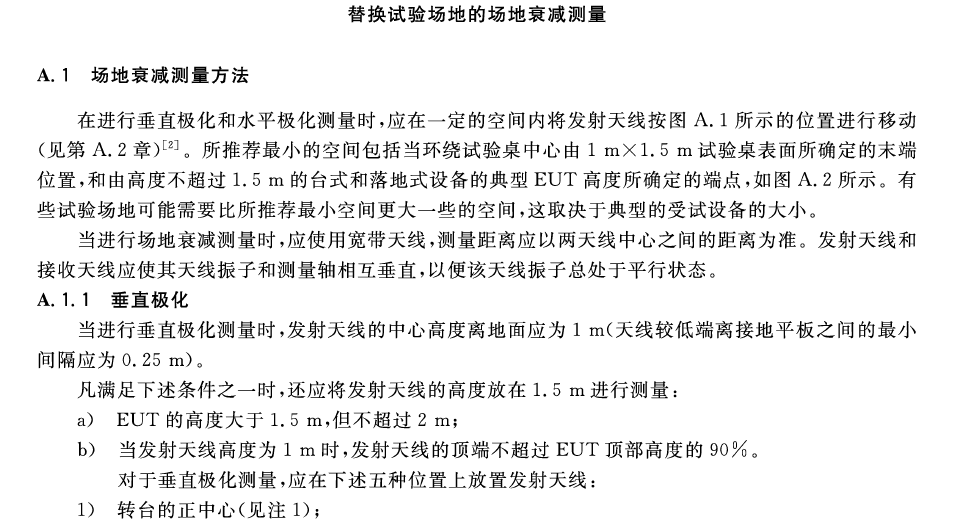 替换试验场地的场地衰减测量
A.1 场地衰减测量方法
在进行垂直极化和水平极化测量时,应在一定的空间内将发射天线按图 A.1 所示的位置进行移动
(见第 A.2 章)[2]。所推荐最小的空间包括当环绕试验桌中心由 1 m×1.5 m 试验桌表面所确定的末端
位置,和由高度不超过 1.5 m 的台式和落地式设备的典型 EUT 高度所确定的端点,如图 A.2 所示。有
些试验场地可能需要比所推荐最小空间更大一些的空间,这取决于典型的受试设备的大小。
当进行场地衰减测量时,应使用宽带天线,测量距离应以两天线中心之间的距离为准。发射天线和
接收天线应使其天线振子和测量轴相互垂直,以便该天线振子总处于平行状态。
A.1.1 垂直极化
当进行垂直极化测量时,发射天线的中心高度离地面应为 1 m(天线较低端离接地平板之间的最小
间隔应为 0.25 m)。
凡满足下述条件之一时,还应将发射天线的高度放在 1.5 m 进行测量:
a) EUT 的高度大于 1.5 m,但不超过 2 m;
b) 当发射天线高度为 1 m 时,发射天线的顶端不超过 EUT 顶部高度的 90%。
对于垂直极化测量,应在下述五种位置上放置发射天线:
1) 转台的正中心(见注 1);